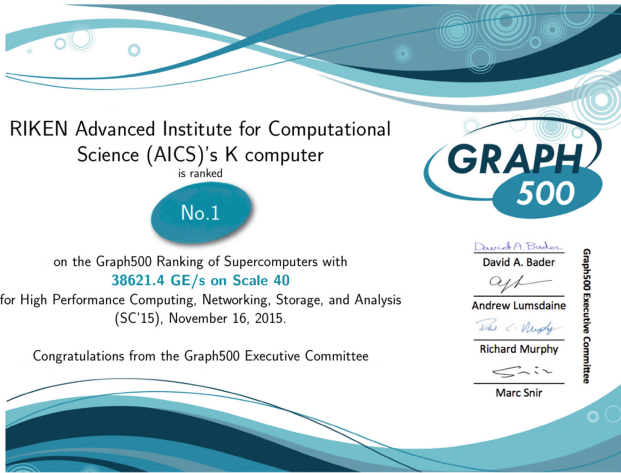 RIKEN Advanced Institute for Computational
Science (AICS)'s K computer
is ranked
No.1
on the Graph500 Ranking of Supercomputers with
38621.4 GE/s on Scale 40
for High Performance Computing, Networking, Storage, and Analysis
(SC'15), November 16, 2015.
Congratulations from the Graph500 Executive Committee
GRAPH
500
David A. Bader
David A. Bader
Andrew Lumsdaine
Richard Murphy
Marc Snir
Graph500 Executive Committee